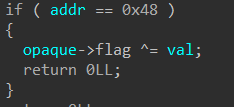 if ( addr == 0x48 )
{
opaque->flag ^= val;
return 0LL;
}